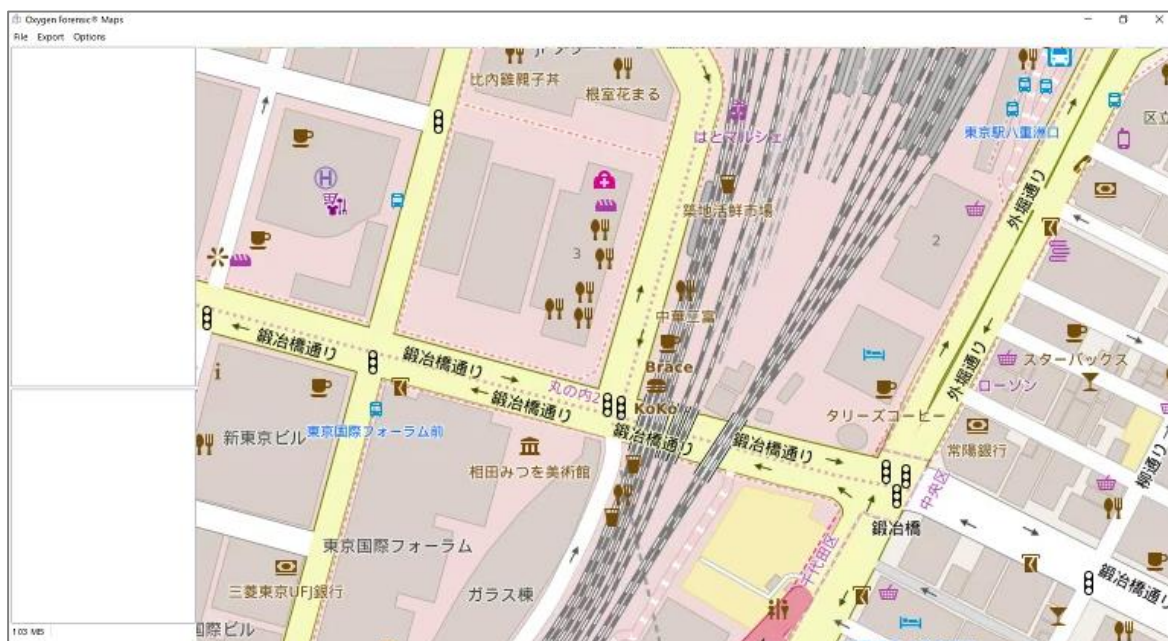 Oxygen Forensic® Maps
File Export Options
比内鶏親子丼
根室花まる
はとマルシェ
東京駅八重洲口
区立
築地活鮮市場
外堀通り
3
2
中華三富
鍛冶橋通り
鍛冶橋通り
丸の内2
Brace
KoKo
外堀通り
スターバックス
ローソン
鍛冶橋通り
タリーズコーヒー
東京国際フォーラム前
新東京ビル
鍛冶橋通り
鍛冶橋通り
常陽銀行
柳通り
相田みつを美術館
中央区
鍛冶橋
東京国際フォーラム
千代田区
三菱東京UFJ銀行
ガラス棟
鍛冶橋通り
国際ビル
103 MB